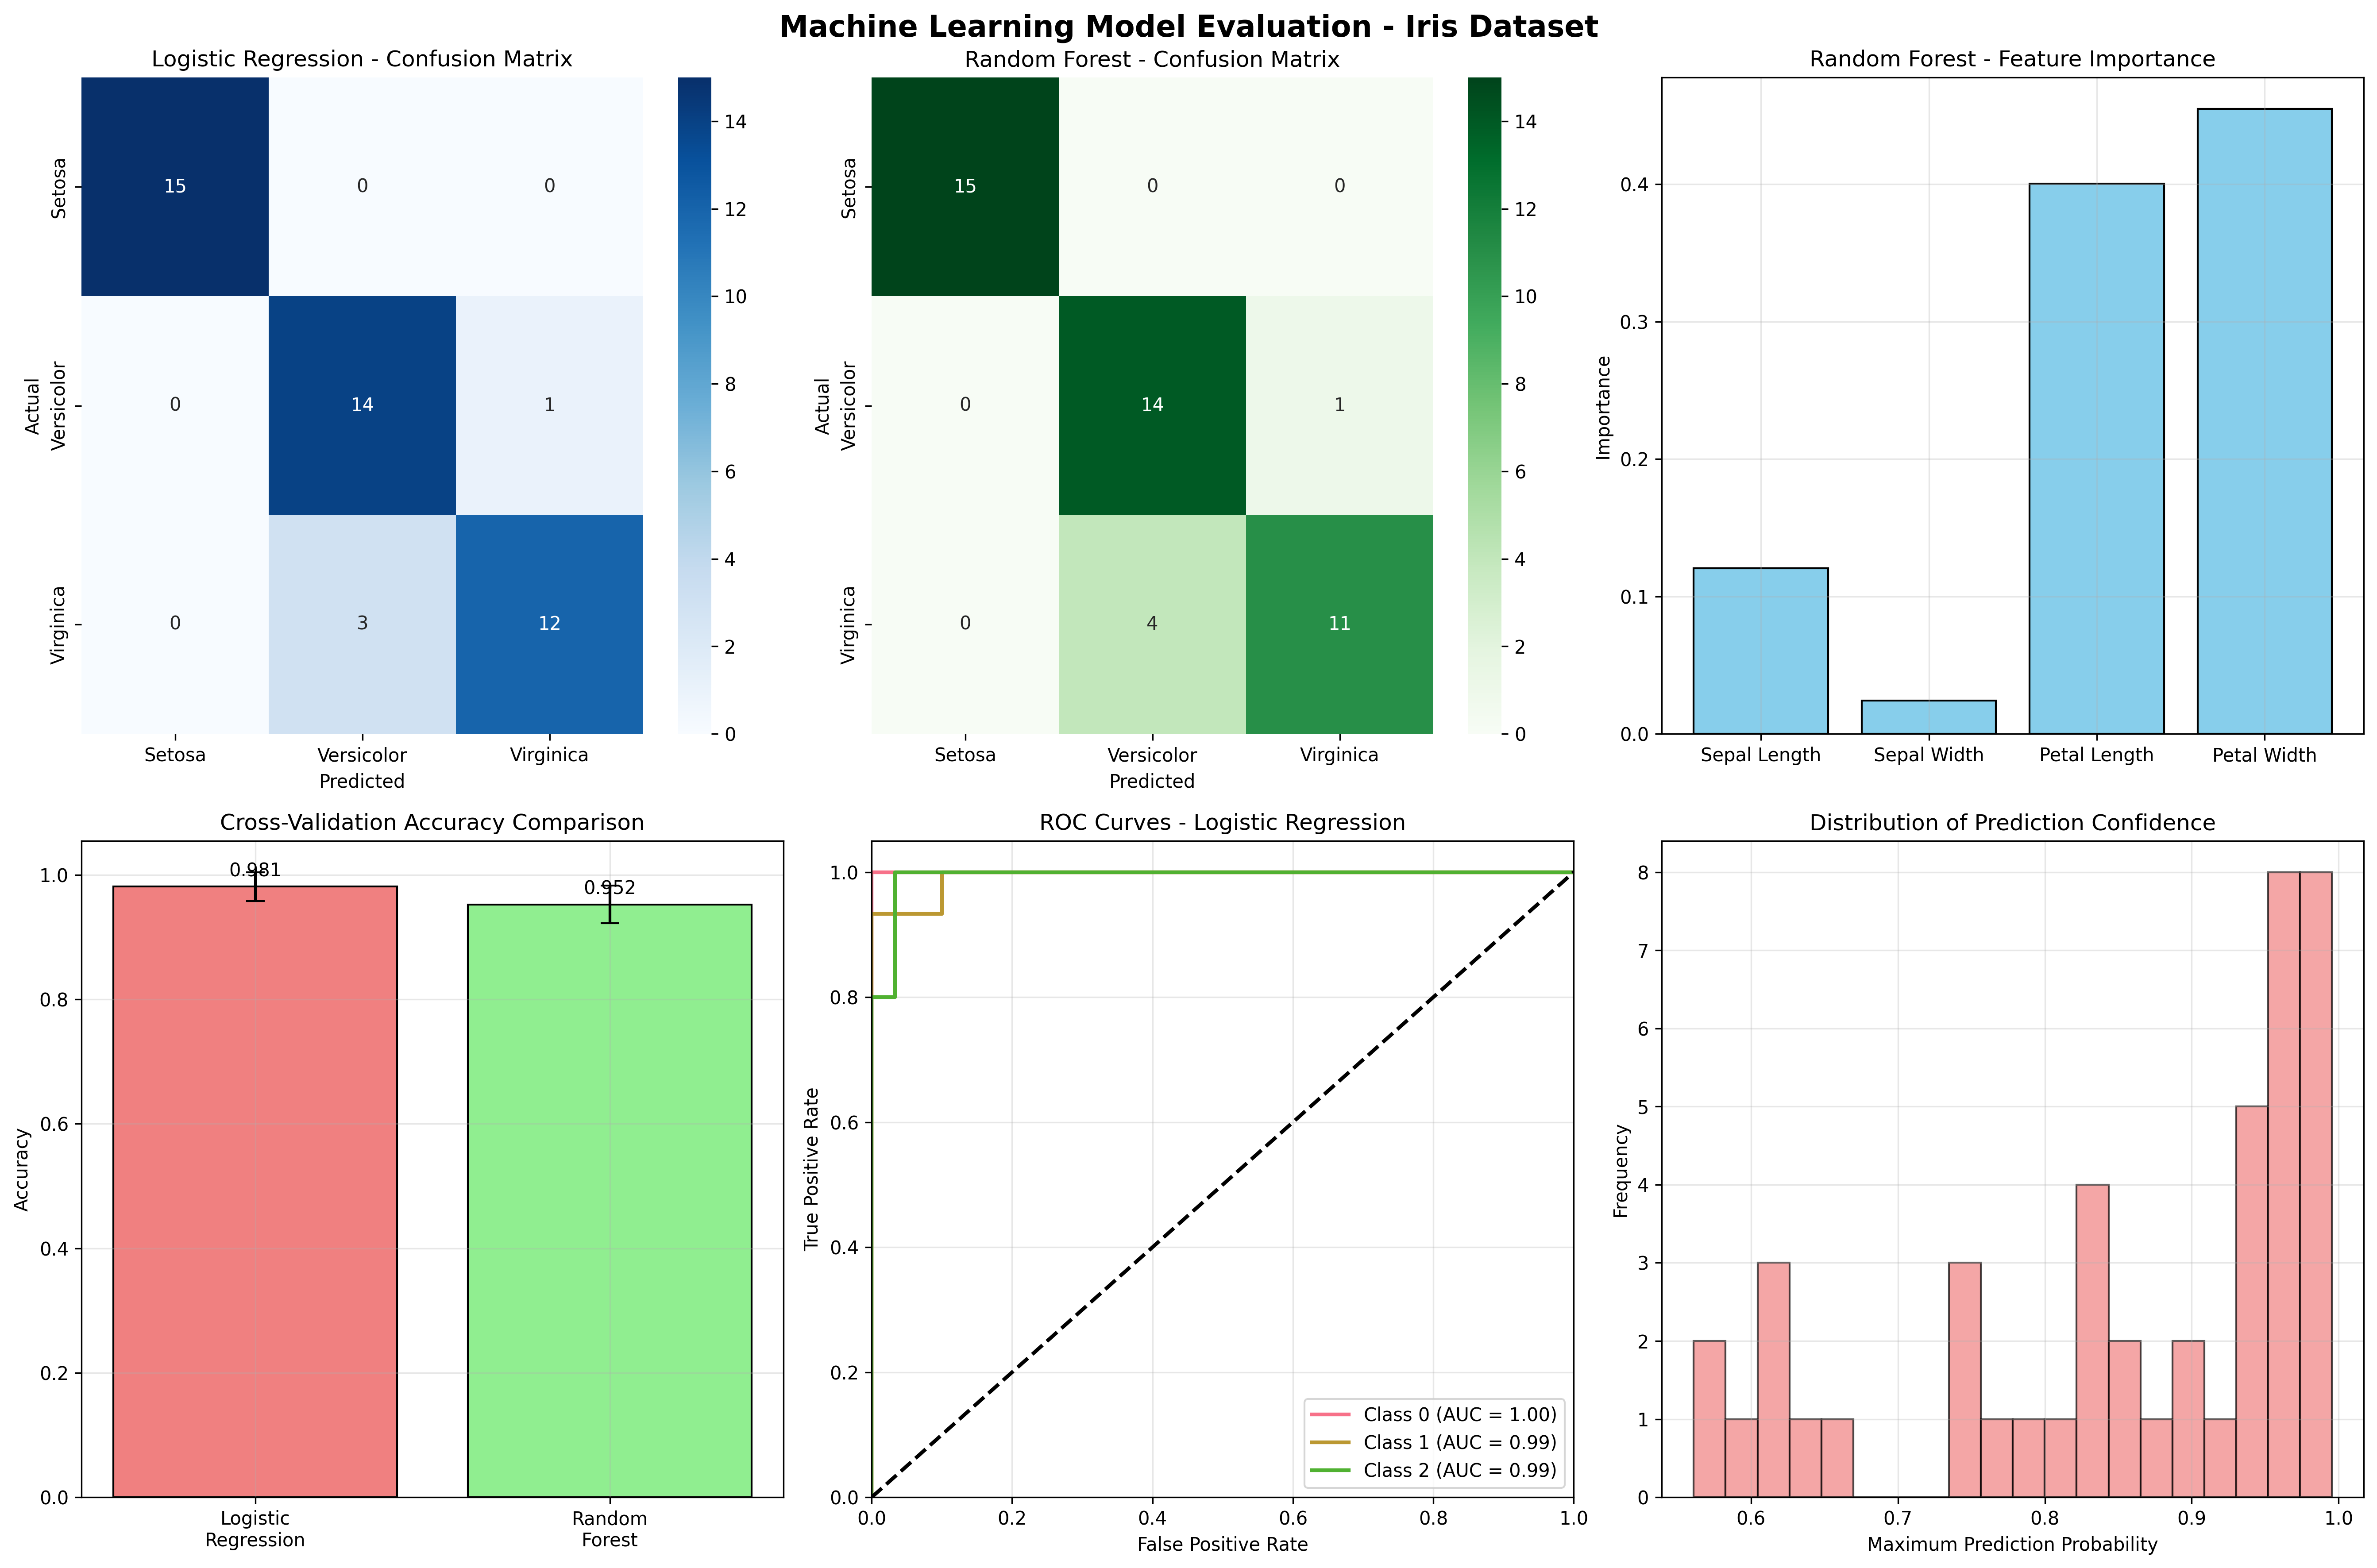 Machine Learning Model Evaluation - Iris Dataset
Logistic Regression - Confusion Matrix
Setosa
Versicolor
Virginica
Actual
15 0 0
0 14 1
0 3 12
Setosa Versicolor Virginica
Predicted
14
12
10
8
6
4
2
0
Random Forest - Confusion Matrix
Setosa
Versicolor
Virginica
Actual
15 0 0
0 14 1
0 4 11
Setosa Versicolor Virginica
Predicted
14
12
10
8
6
4
2
0
Random Forest - Feature Importance
Importance
0.4
0.3
0.2
0.1
0.0
Sepal Length Sepal Width Petal Length Petal Width
Cross-Validation Accuracy Comparison
Accuracy
1.0
0.8
0.6
0.4
0.2
0.0
0.981
0.952
Logistic
Regression
Random
Forest
ROC Curves - Logistic Regression
True Positive Rate
1.0
0.8
0.6
0.4
0.2
0.0
Class 0 (AUC = 1.00)
Class 1 (AUC = 0.99)
Class 2 (AUC = 0.99)
0.0 0.2 0.4 0.6 0.8 1.0
False Positive Rate
Distribution of Prediction Confidence
Frequency
8
7
6
5
4
3
2
1
0
0.6 0.7 0.8 0.9 1.0
Maximum Prediction Probability